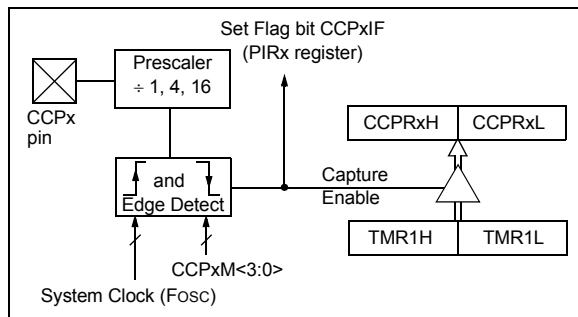 Set Flag bit CCPxIF
(PIRx register)
Prescaler
÷ 1, 4, 16
CCPx
pin
CCPRxH
CCPRxL
and
Edge Detect
Capture
Enable
TMR1H
TMR1L
CCPxM<3:0>
System Clock (FOSC)